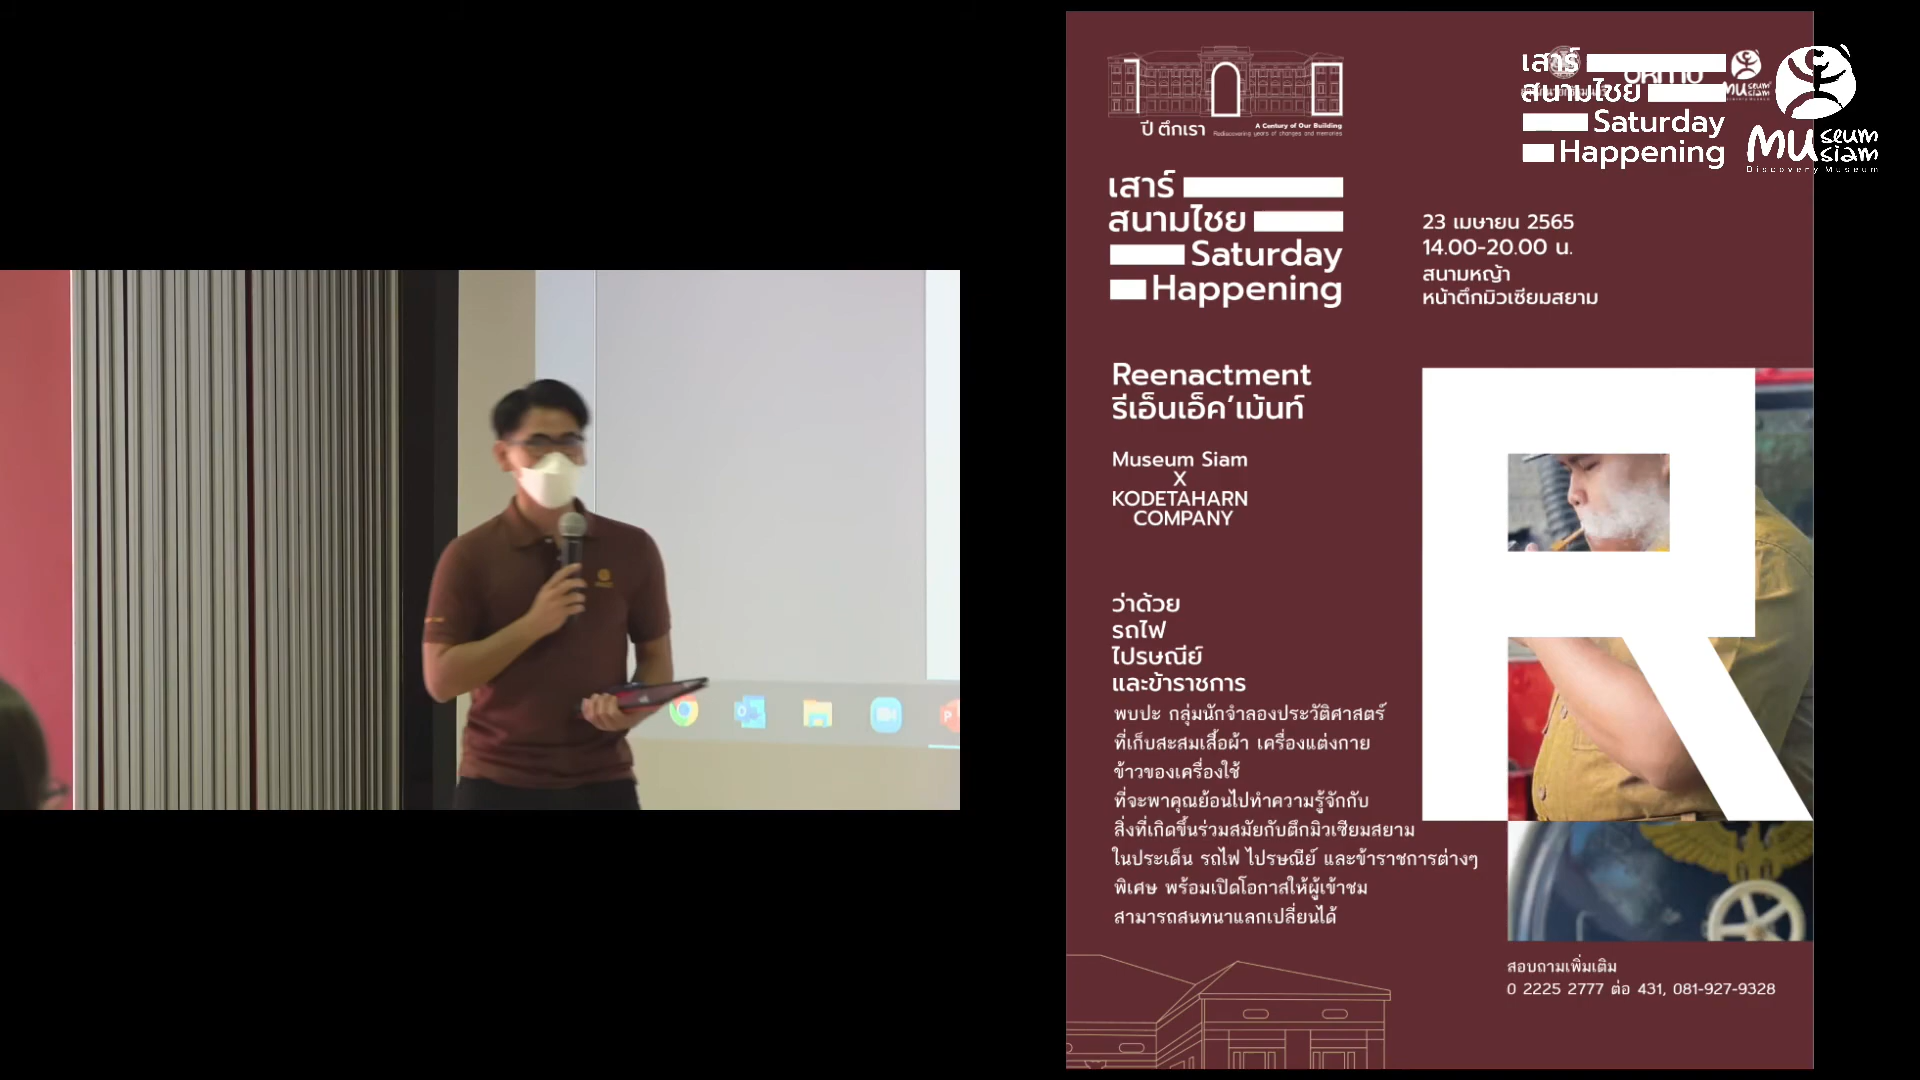 ปี ตึกเรา
A Century of Our Building
Rediscovering years of changes and memories
เสาร์
สนามไชย
Saturday
Happening
23 เมษายน 2565
14.00-20.00 น.
สนามหญ้า
หน้าตึกมิวเซียมสยาม
Reenactment
รีเอ็นเอ็ค’เม้นท์
Museum Siam
X
KODETAHARN
COMPANY
ว่าด้วย
รถไฟ
ไปรษณีย์
และข้าราชการ
พบปะ กลุ่มนักจำลองประวัติศาสตร์
ที่เก็บสะสมเสื้อผ้า เครื่องแต่งกาย
ข้าวของเครื่องใช้
ที่จะพาคุณย้อนไปทำความรู้จักกับ
สิ่งที่เกิดขึ้นร่วมสมัยกับตึกมิวเซียมสยาม
ในประเด็น รถไฟ ไปรษณีย์ และข้าราชการต่างๆ
พิเศษ พร้อมเปิดโอกาสให้ผู้เข้าชม
สามารถสนทนาแลกเปลี่ยนได้
R
สอบถามเพิ่มเติม
0 2225 2777 ต่อ 431, 081-927-9328
เสาร์
สนามไชย
Saturday
Happening
Museum
Siam
Discovery Museum